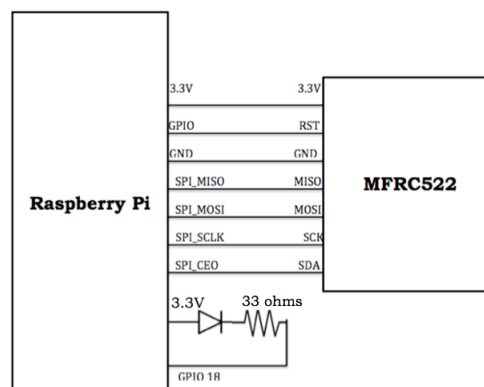 3.3V 3.3V
GPIO RST
GND GND
SPI_MISO MISO
Raspberry Pi
MFRC522
SPI_MOSI MOSI
SPI_SCLK SCK
SPI_CEO SDA
3.3V 33 ohms
GPIO 18